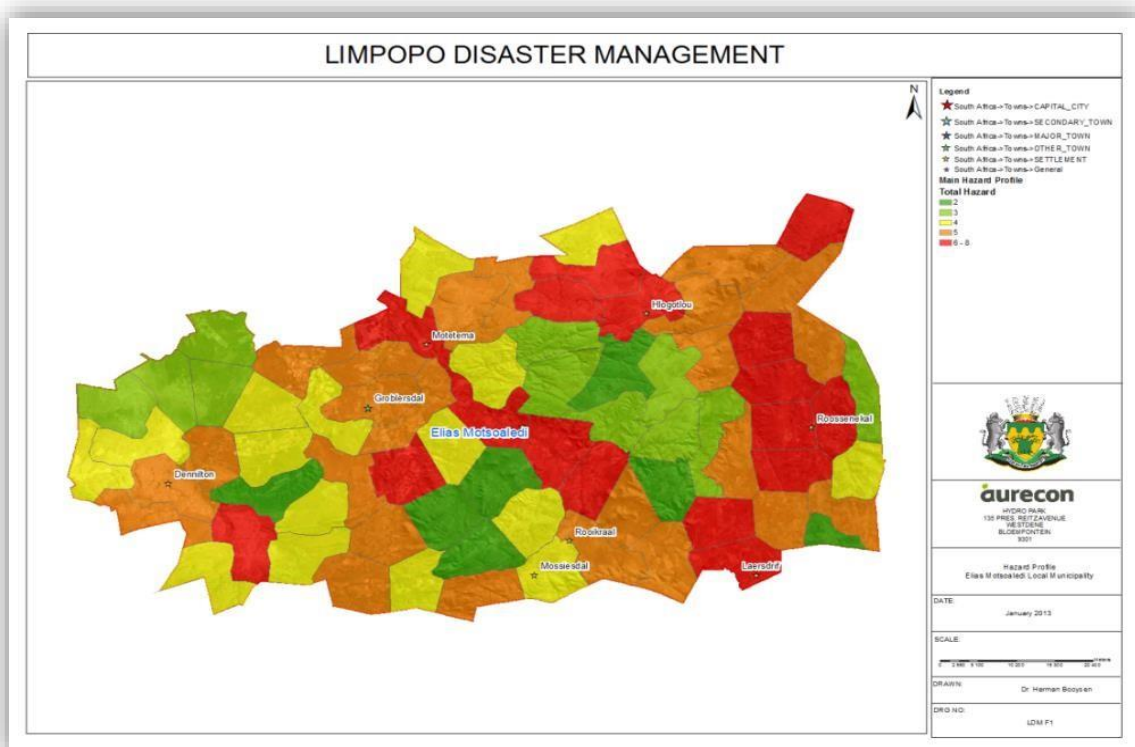 LIMPOPO DISASTER MANAGEMENT
N
Legend
South Africa->Towns->CAPITAL_CITY
South Africa->Towns->SECONDARY_TOWN
South Africa->Towns->MAJOR_TOWN
South Africa->Towns->OTHER_TOWN
South Africa->Towns->SETTLEMENT
South Africa->Towns->General
Main Hazard Profile
Total Hazard
2
3
4
5
6 - 8
Hlogotlou
Motetema
Groblersdal
Elias Motsoaledi
Roossenekal
Dennilton
Rooikraal
Mossiesdal
Laersdrif
aurecon
HYDRO PARK
135 PRES. REITZ AVENUE
WESTDENE
BLOEMFONTEIN
9301
Hazard Profile
Elias Motsoaledi Local Municipality
DATE:
January 2013
SCALE:
DRAWN:
Dr. Herman Booysen
DRG NO:
LDM F1